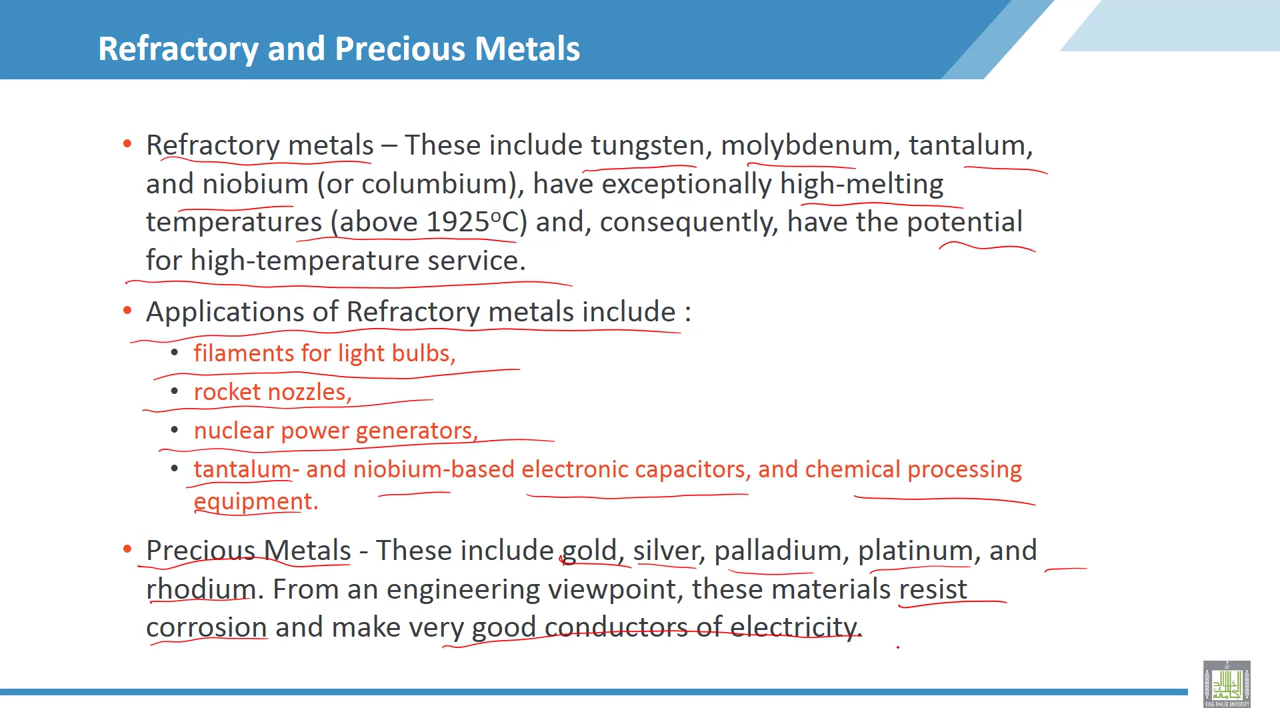 Refractory and Precious Metals
• Refractory metals – These include tungsten, molybdenum, tantalum,
and niobium (or columbium), have exceptionally high-melting
temperatures (above 1925ᵒC) and, consequently, have the potential
for high-temperature service.
• Applications of Refractory metals include :
• filaments for light bulbs,
• rocket nozzles,
• nuclear power generators,
• tantalum- and niobium-based electronic capacitors, and chemical processing
equipment.
• Precious Metals - These include gold, silver, palladium, platinum, and
rhodium. From an engineering viewpoint, these materials resist
corrosion and make very good conductors of electricity.
KING KHALID UNIVERSITY